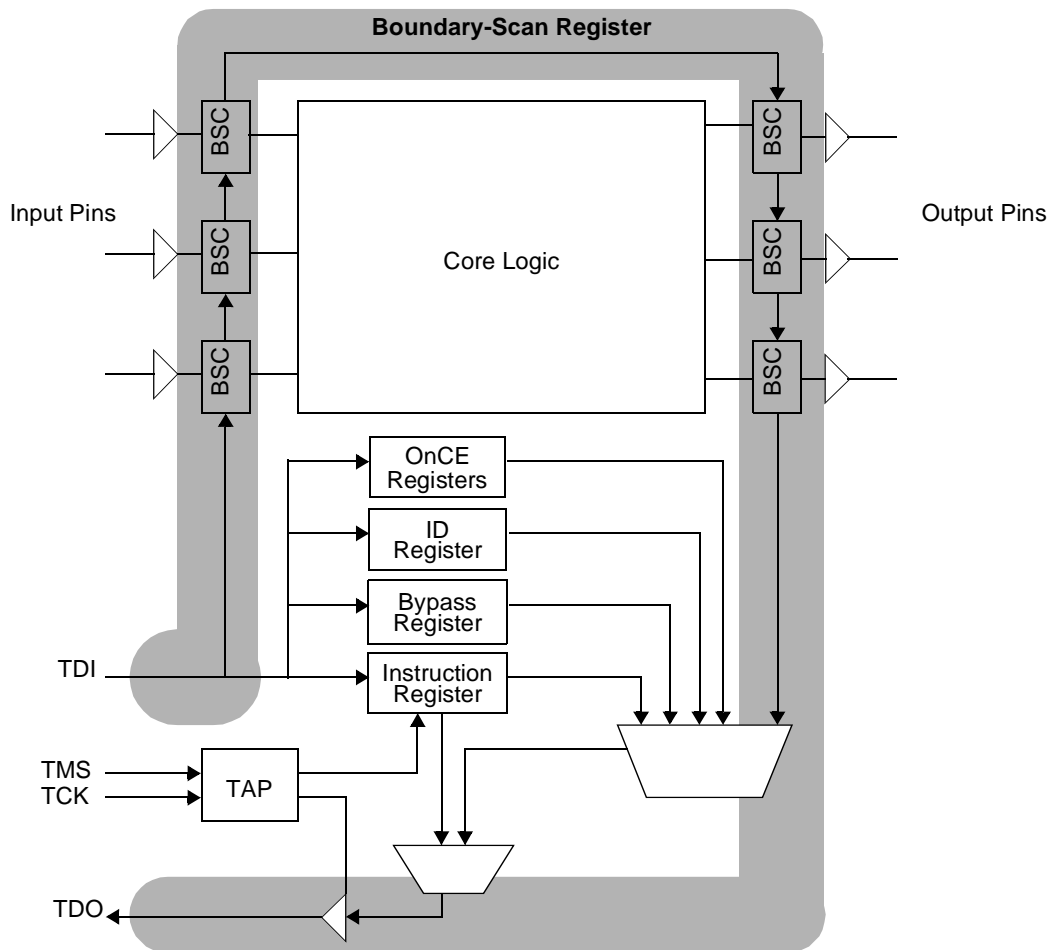 Boundary-Scan Register
BSC
BSC
Input Pins
Output Pins
BSC
Core Logic
BSC
BSC
BSC
OnCE
Registers
ID
Register
Bypass
Register
TDI
Instruction
Register
TMS
TCK
TAP
TDO